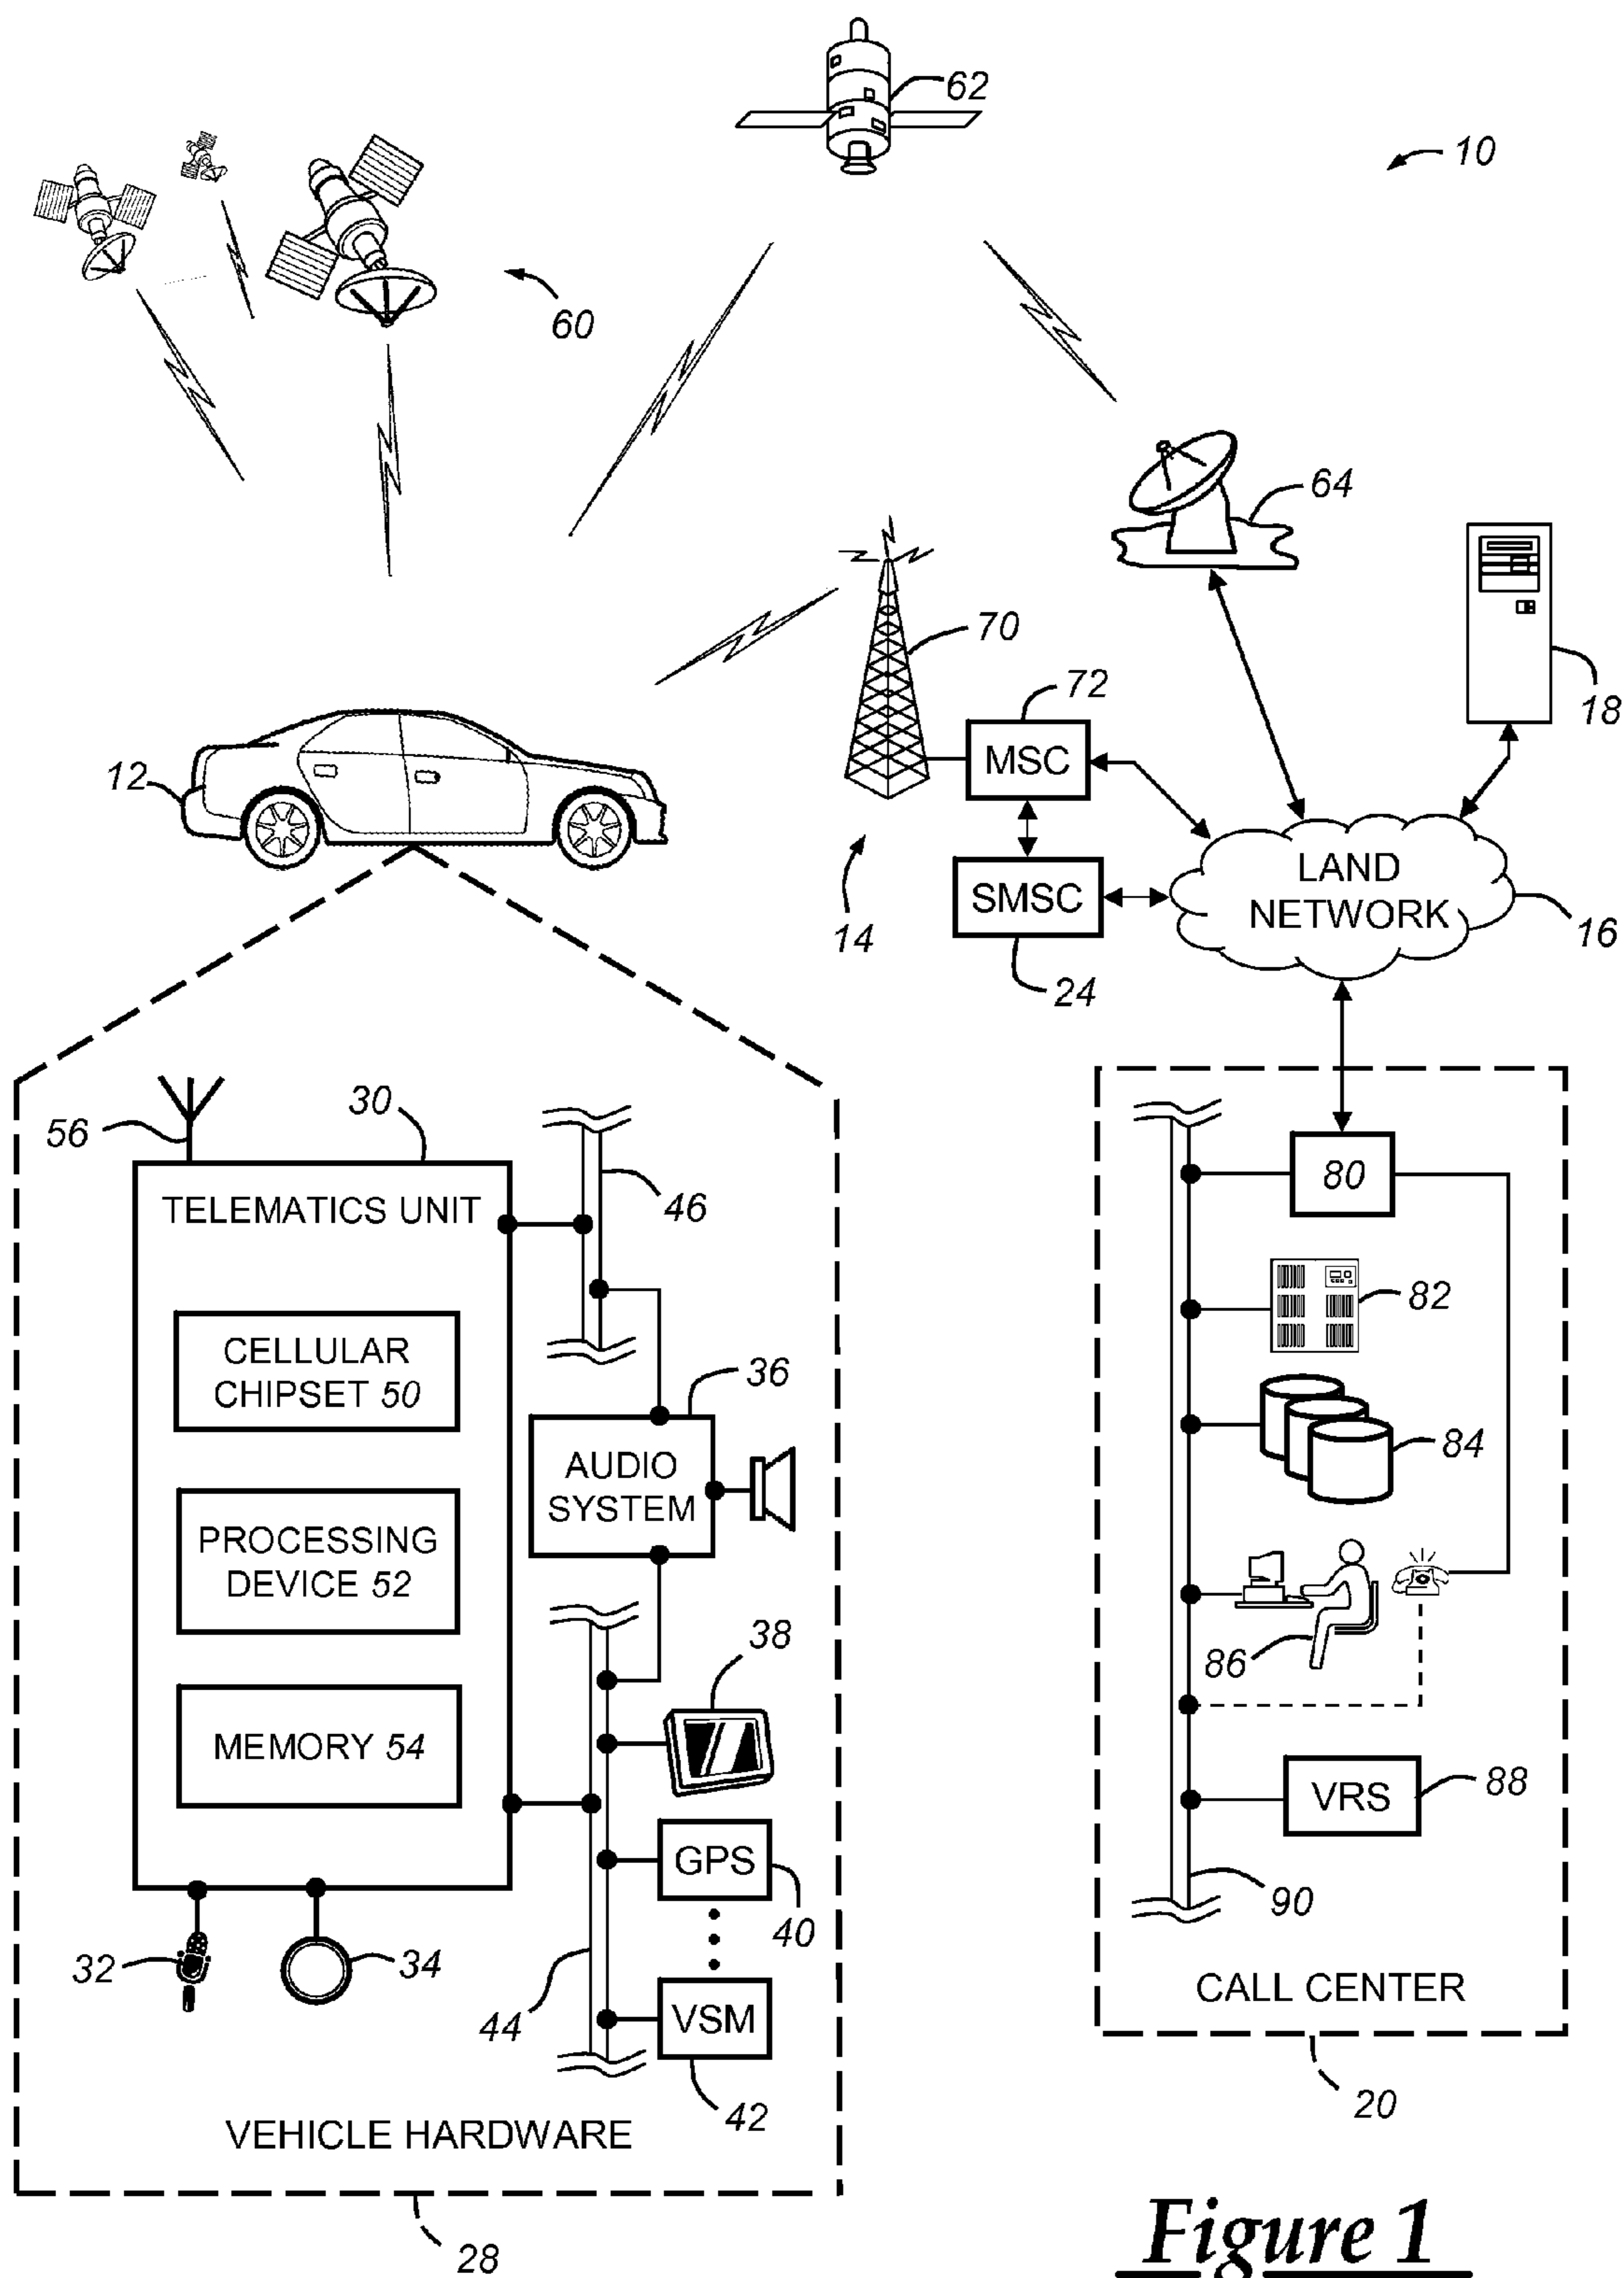 62
10
60
64
70
72
18
MSC
12
LAND
NETWORK
SMSC
16
14
24
30
56
46
80
TELEMATICS UNIT
82
CELLULAR
CHIPSET 50
36
84
AUDIO
SYSTEM
PROCESSING
DEVICE 52
38
86
MEMORY 54
88
VRS
GPS
40
90
32
34
44
VSM
CALL CENTER
42
20
VEHICLE HARDWARE
28
Figure 1